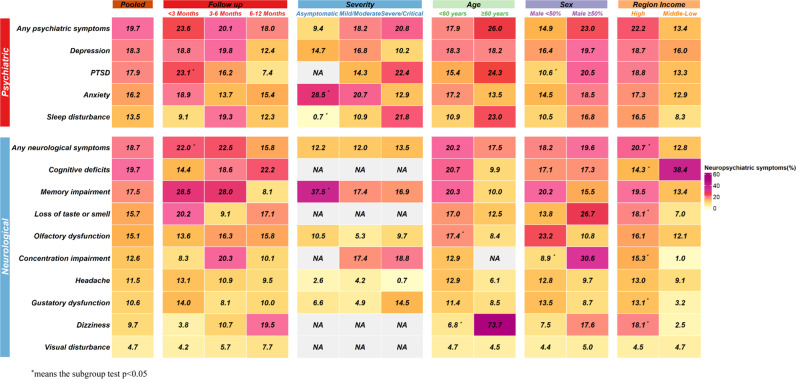 Pooled Follow up Severity Age Sex Region Income
<3 Months 3-6 Months 6-12 Months Asymptomatic Mild/Moderate Severe/Critical <60 years ≥60 years Male <50% Male ≥50% High Middle-Low
Psychiatric
Any psychiatric symptoms 19.7 23.6 20.1 18.0 9.4 18.2 20.8 17.9 26.0 14.9 23.0 22.2 13.4
Depression 18.3 18.8 19.8 12.4 14.7 16.8 10.2 18.3 18.2 16.4 19.7 18.7 16.0
PTSD 17.9 23.1 * 16.2 7.4 NA 14.3 22.4 15.4 24.3 10.6 * 20.5 18.8 13.3
Anxiety 16.2 18.9 13.7 15.4 28.5 * 20.7 12.9 17.2 13.5 14.5 18.5 17.3 12.9
Sleep disturbance 13.5 9.1 19.3 12.3 0.7 * 10.9 21.8 10.9 23.0 10.5 16.8 16.5 8.3
Neurological
Any neurological symptoms 18.7 22.0 * 22.6 15.8 12.2 12.0 13.5 20.2 17.5 18.2 19.6 20.7 * 12.8
Cognitive deficits 19.7 14.4 18.6 22.2 NA NA NA 20.7 9.9 17.1 17.3 14.3 * 38.4
Memory impairment 17.5 28.5 28.0 8.1 37.5 * 17.4 16.9 20.3 10.0 20.2 15.5 19.5 13.4
Loss of taste or smell 15.7 20.2 9.1 17.1 NA NA NA 17.0 12.5 13.8 26.7 18.1 * 7.0
Olfactory dysfunction 15.1 13.6 16.3 15.8 10.5 5.3 9.7 17.4 * 8.4 23.2 10.8 16.1 12.1
Concentration impairment 12.6 8.3 20.3 10.1 NA 17.4 18.8 12.9 NA 8.9 * 30.6 15.3 * 1.0
Headache 11.5 13.1 10.9 9.5 2.6 4.2 0.7 12.9 6.1 12.8 9.7 13.0 9.1
Gustatory dysfunction 10.6 14.0 8.1 10.0 6.6 4.9 14.5 11.4 8.5 13.5 8.7 13.1 * 3.2
Dizziness 9.7 3.8 10.7 19.5 NA NA NA 6.8 * 73.7 7.5 17.6 18.1 * 2.5
Visual disturbance 4.7 4.2 5.7 7.7 NA NA NA 4.7 4.5 4.4 5.0 4.5 4.7
Neuropsychiatric symptoms(%)
60
40
20
0
*means the subgroup test p<0.05